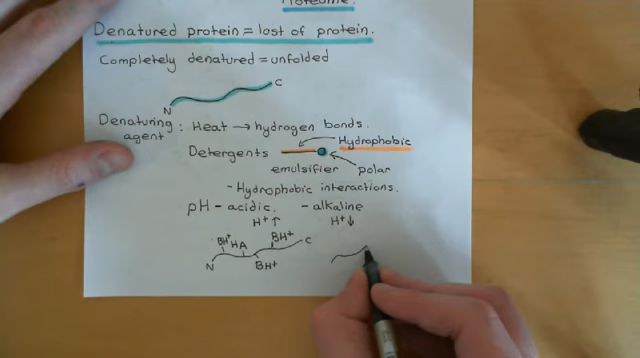 Proteome.
Denatured protein = lost of protein.
Completely denatured = unfolded
N C
Denaturing agent : Heat → hydrogen bonds.
Detergents Hydrophobic
emulsifier polar
- Hydrophobic interactions.
pH - acidic. - alkaline
H+ ↑ H+ ↓
BH+ HA BH+ C
N BH+